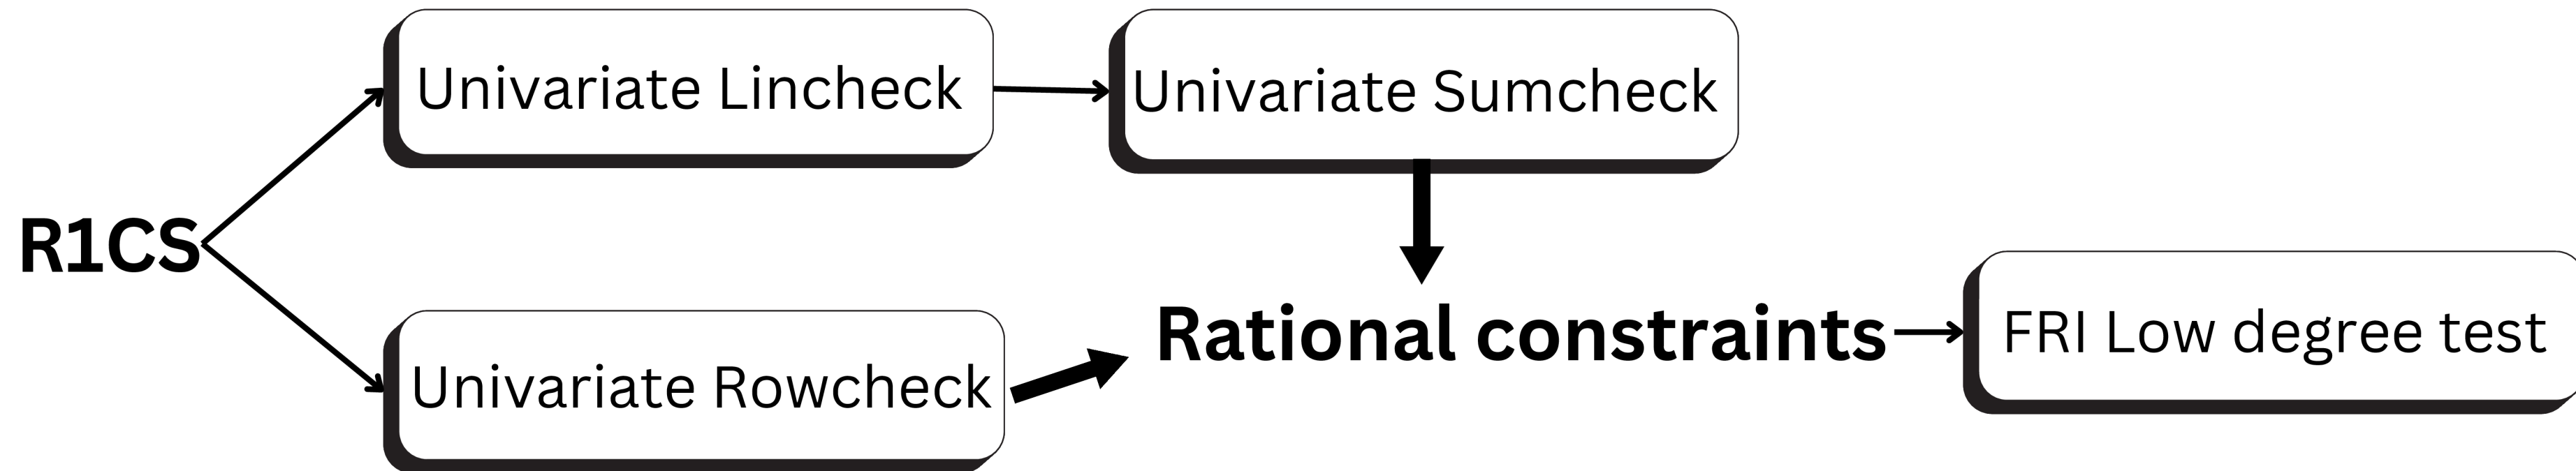 Univariate Lincheck
Univariate Sumcheck
R1CS
Rational constraints
FRI Low degree test
Univariate Rowcheck